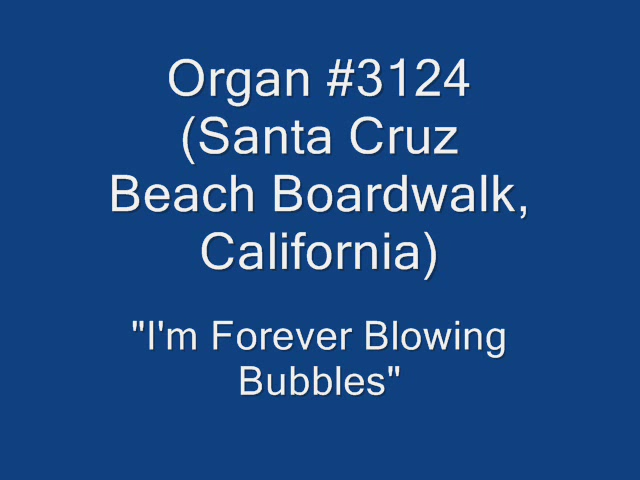 Organ #3124
(Santa Cruz
Beach Boardwalk,
California)
"I'm Forever Blowing
Bubbles"